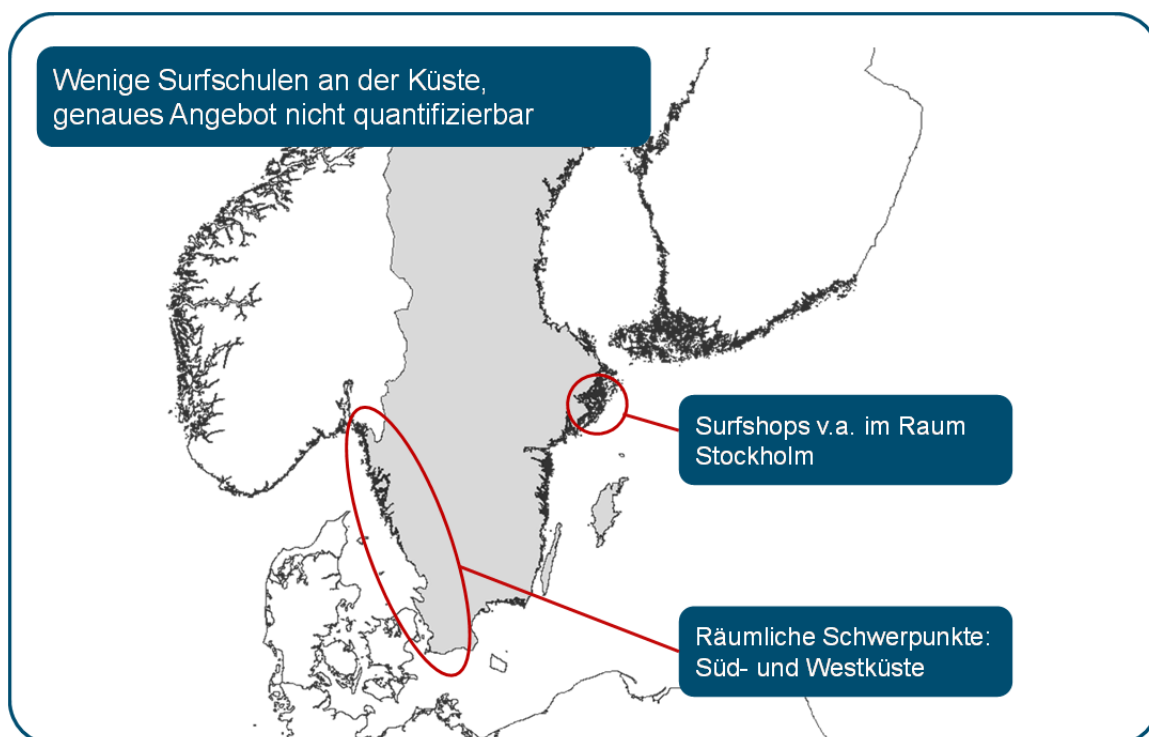 Wenige Surfschulen an der Küste,
genaues Angebot nicht quantifizierbar
Surfshops v.a. im Raum
Stockholm
Räumliche Schwerpunkte:
Süd- und Westküste